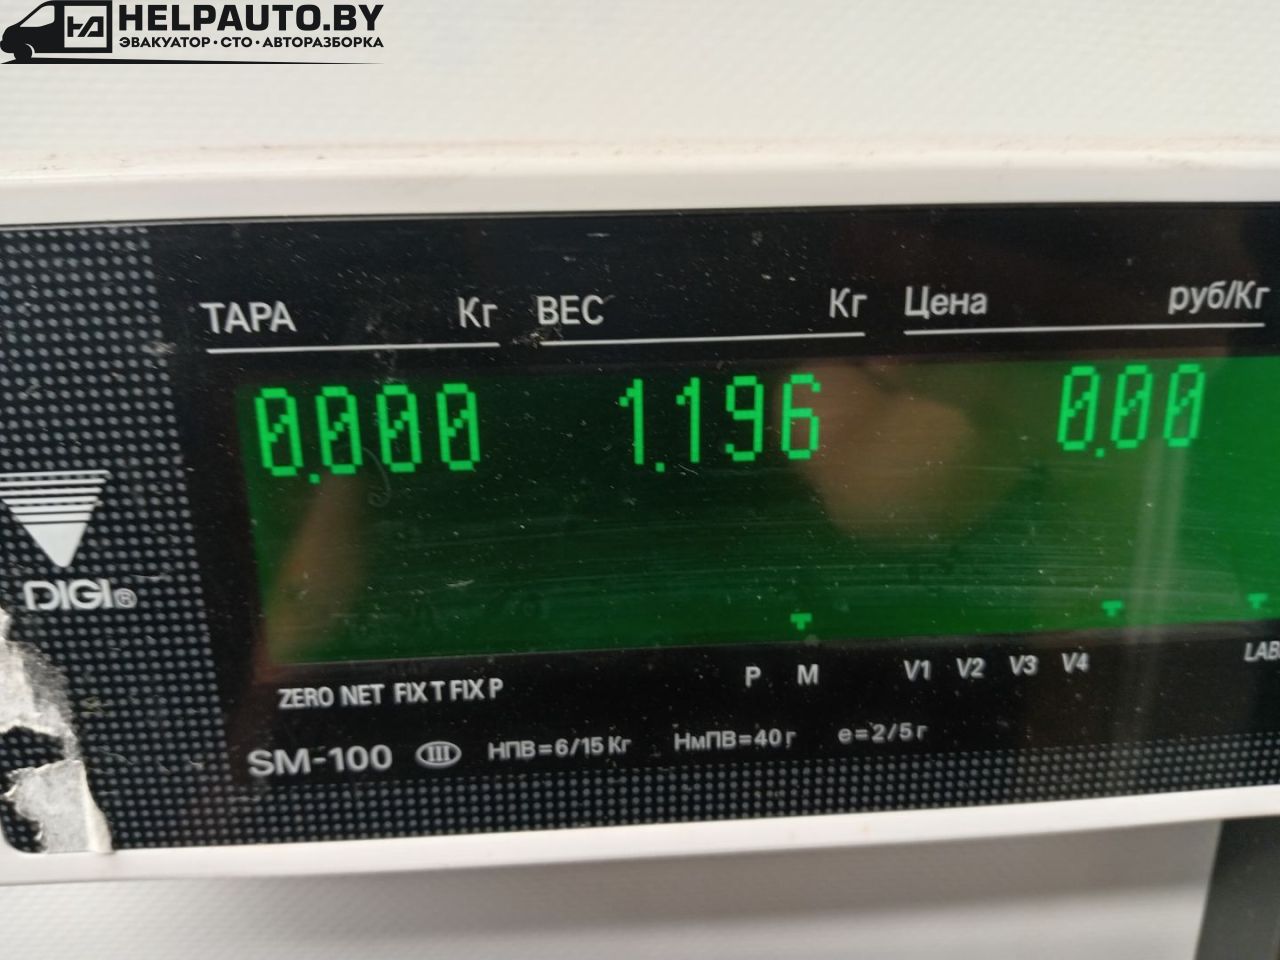 HELPAUTO.BY
ЭВАКУАТОР·СТО·АВТОРАЗБОРКА
ТАРА Кг ВЕС Кг Цена руб/Кг
0.000 1.196 0.00
DIGI®
P M V1 V2 V3 V4
ZERO NET FIX T FIX P
SM-100 III НПВ=6/15 Кг НмПВ=40 г e=2/5 г